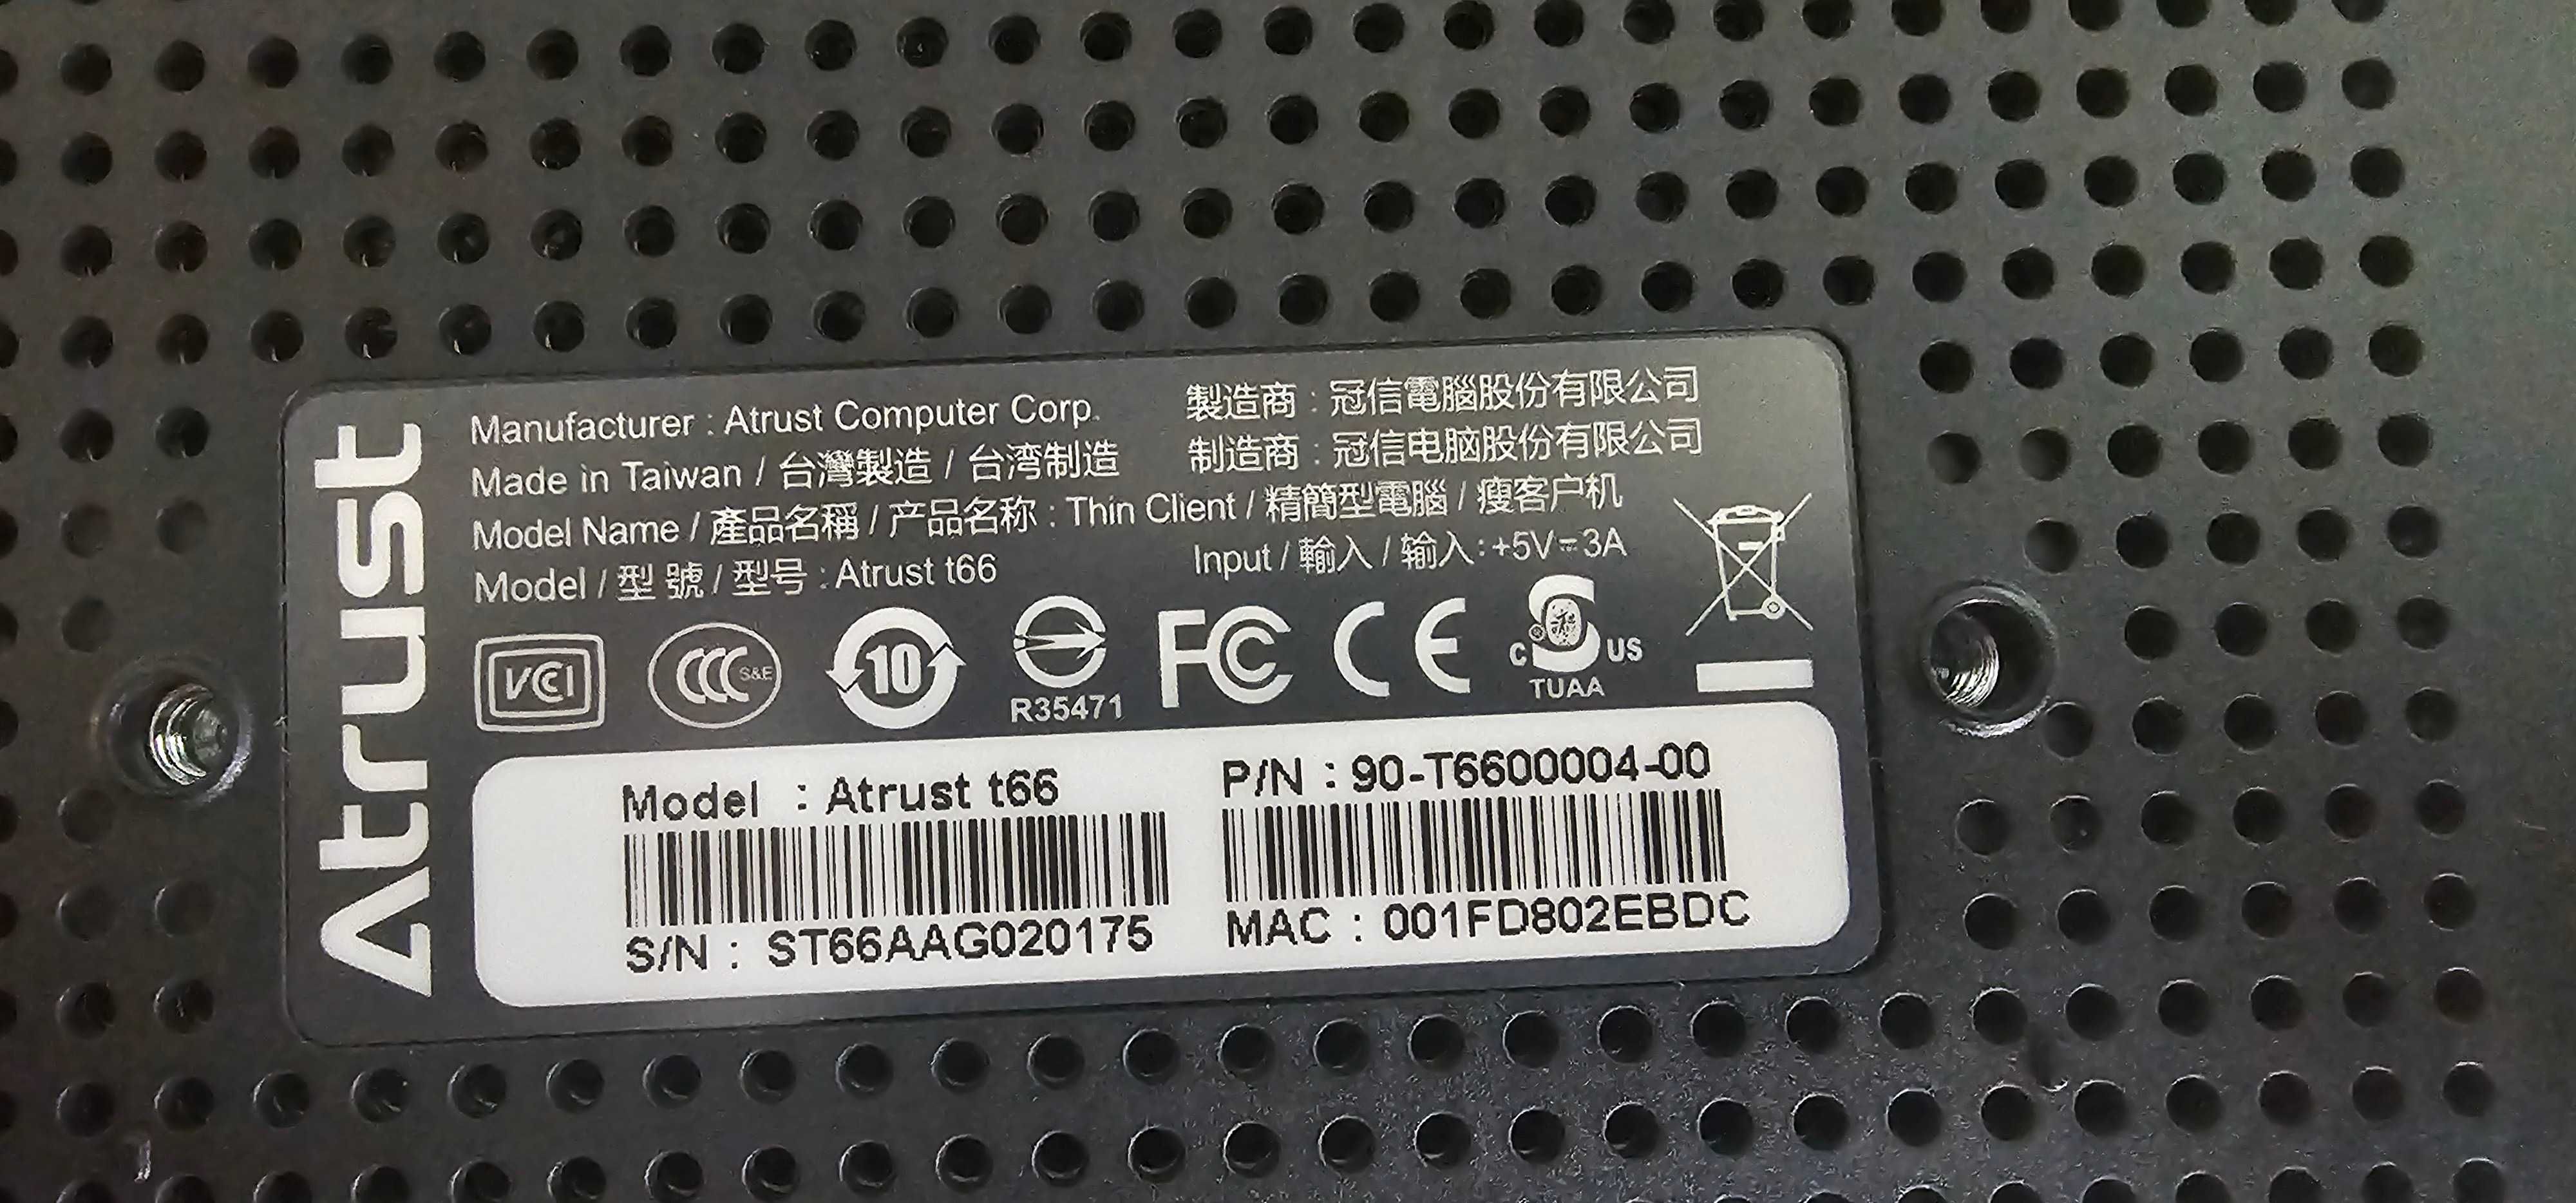 Atrust
Manufacturer : Atrust Computer Corp.
製造商 : 冠信電腦股份有限公司
Made in Taiwan / 台灣製造 / 台湾制造
制造商 : 冠信电脑股份有限公司
Model Name / 產品名稱 / 产品名称 : Thin Client / 精簡型電腦 / 瘦客户机
Model / 型 號 / 型号 : Atrust t66
Input / 輸入 / 输入 : +5V⎓3A
VCI
CCC S&E
10
R35471
FC
CE
C S US
TUAA
Model : Atrust t66
P/N : 90-T6600004-00
S/N : ST66AAG020175
MAC : 001FD802EBDC